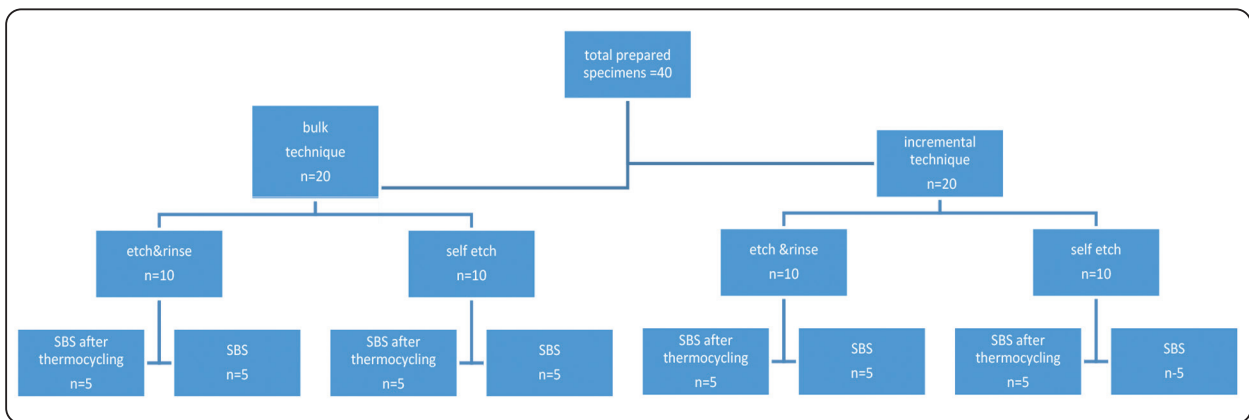 total prepared
specimens =40
bulk
technique
n=20
incremental
technique
n=20
etch&rinse
n=10
self etch
n=10
etch &rinse
n=10
self etch
n=10
SBS after
thermocycling
n=5
SBS
n=5
SBS after
thermocycling
n=5
SBS
n=5
SBS after
thermocycling
n=5
SBS
n=5
SBS after
thermocycling
n=5
SBS
n-5